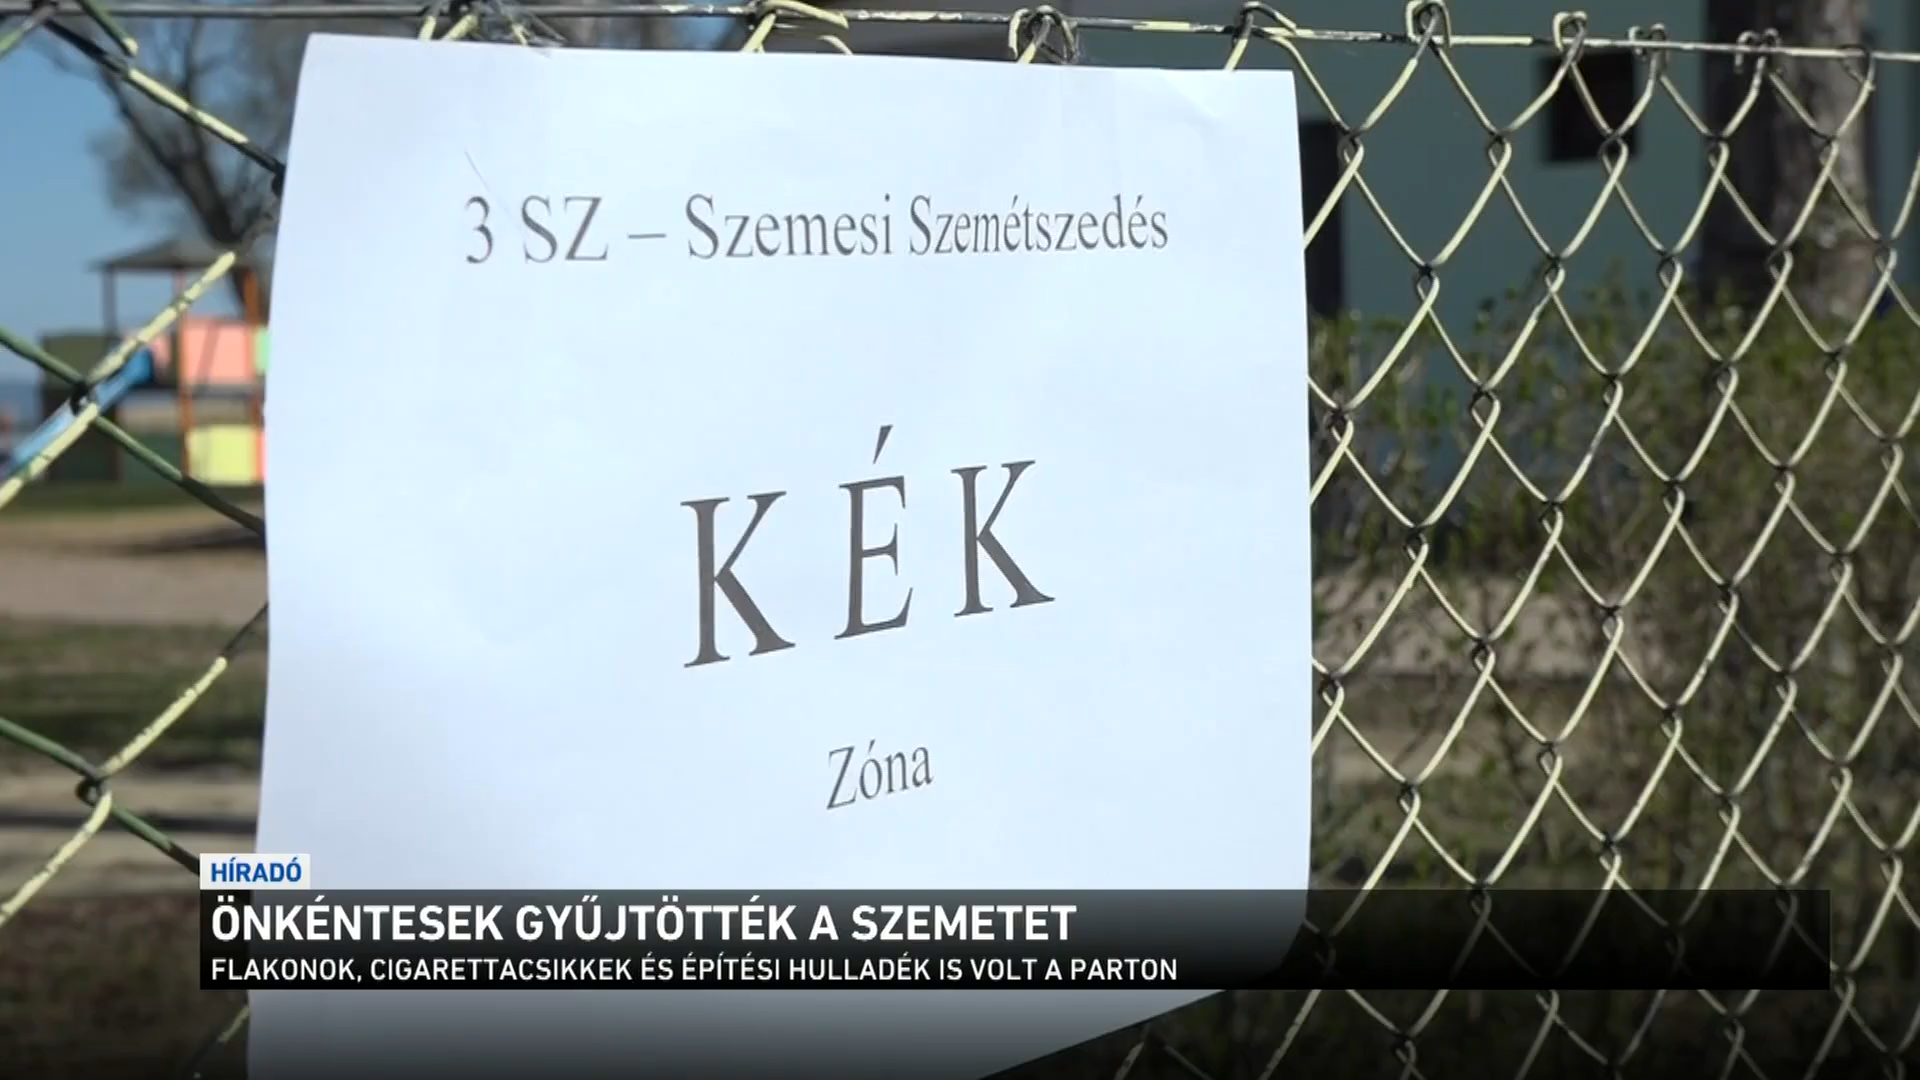 3 SZ – Szemesi Szemétszedés
KÉK
Zóna
HÍRADÓ
ÖNKÉNTESEK GYŰJTÖTTÉK A SZEMETET
FLAKONOK, CIGARETTACSIKKEK ÉS ÉPÍTÉSI HULLADÉK IS VOLT A PARTON